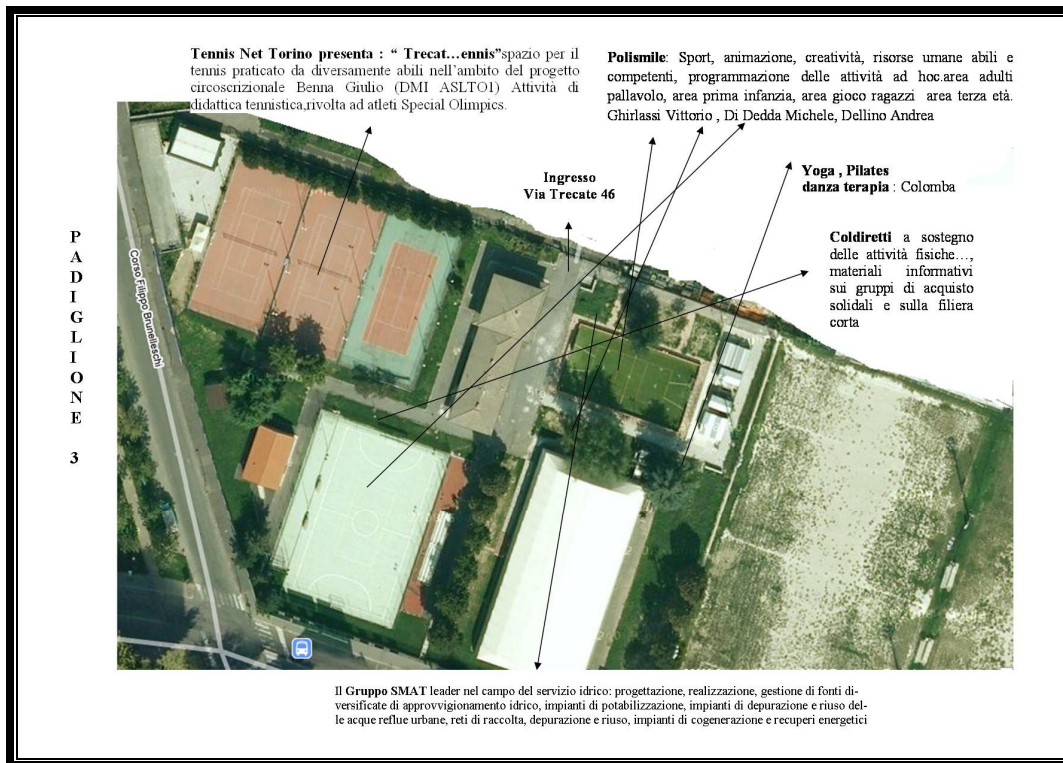 Tennis Net Torino presenta : “ Trecat...ennis”spazio per il
tennis praticato da diversamente abili nell’ambito del progetto
circoscrizionale Benna Giulio (DMI ASLTO1) Attività di
didattica tennistica,rivolta ad atleti Special Olimpics.
Polismile: Sport, animazione, creatività, risorse umane abili e
competenti, programmazione delle attività ad hoc.area adulti
pallavolo, area prima infanzia, area gioco ragazzi area terza età.
Ghirlassi Vittorio , Di Dedda Michele, Dellino Andrea
Ingresso
Via Trecate 46
Yoga , Pilates
danza terapia : Colomba
Coldiretti a sostegno
delle attività fisiche...,
materiali informativi
sui gruppi di acquisto
solidali e sulla filiera
corta
PADIGLIONE 3
Corso Filippo Brunelleschi
Il Gruppo SMAT leader nel campo del servizio idrico: progettazione, realizzazione, gestione di fonti di-
versificate di approvvigionamento idrico, impianti di potabilizzazione, impianti di depurazione e riuso del-
le acque reflue urbane, reti di raccolta, depurazione e riuso, impianti di cogenerazione e recuperi energetici